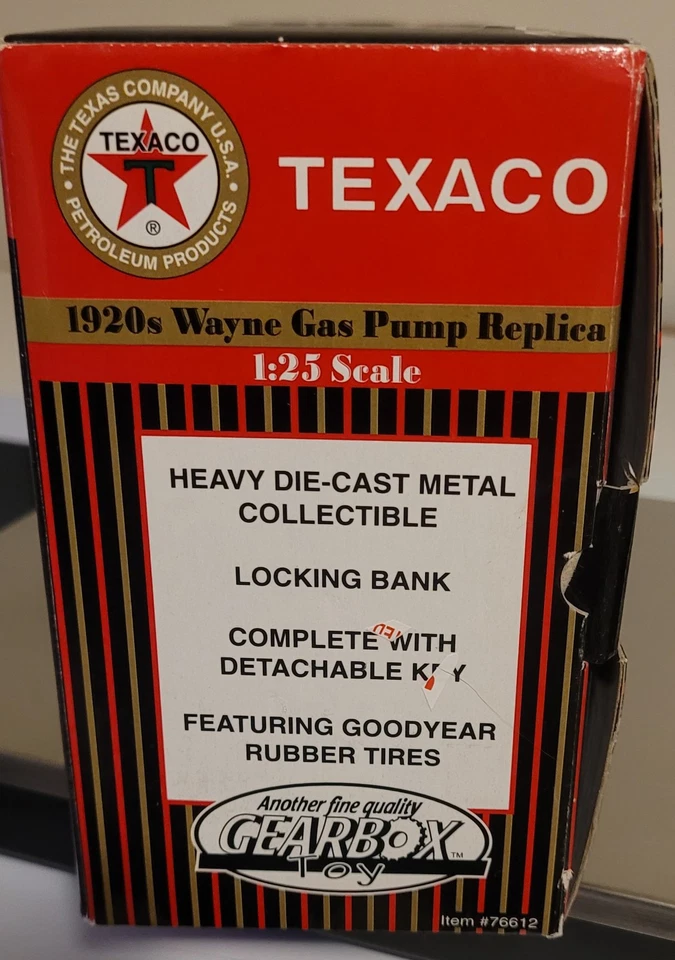 THE TEXAS COMPANY U.S.A.
TEXACO
T
®
PETROLEUM PRODUCTS
TEXACO
1920s Wayne Gas Pump Replica
1:25 Scale
HEAVY DIE-CAST METAL
COLLECTIBLE
LOCKING BANK
COMPLETE WITH
DETACHABLE KEY
FEATURING GOODYEAR
RUBBER TIRES
Another fine quality
GEARBOX
TM
Toy
Item #76612